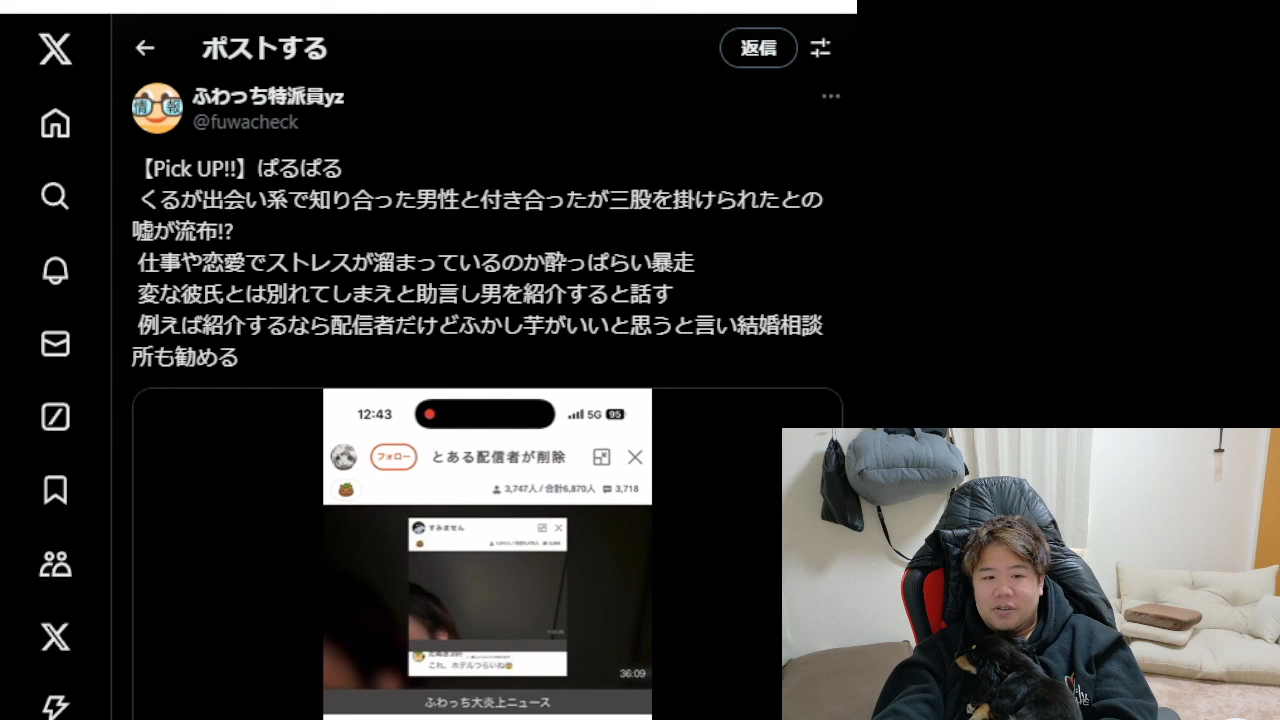 ポストする
返信
情 報
ふわっち特派員yz
@fuwacheck
【Pick UP!!】ぱるぱる
くるが出会い系で知り合った男性と付き合ったが三股を掛けられたとの
嘘が流布!?
仕事や恋愛でストレスが溜まっているのか酔っぱらい暴走
変な彼氏とは別れてしまえと助言し男を紹介すると話す
例えば紹介するなら配信者だけどふかし芋がいいと思うと言い結婚相談
所も勧める
12:43 5G 95
フォロー とある配信者が削除
3,747人 / 合計6,870人 3,718
すみません
これ、ホテルつらいね
36:09
ふわっち大炎上ニュース